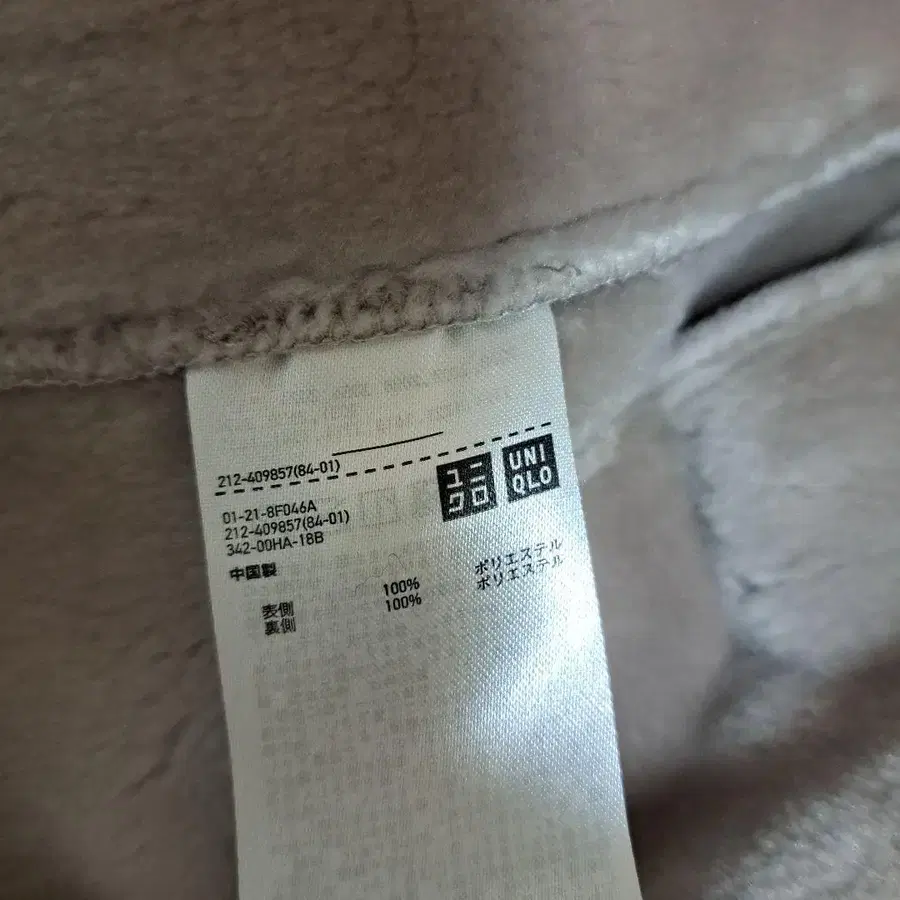 212-409857(84-01)
ユニクロ
UNI
QLO
01-21-8F046A
212-409857(84-01)
342-00HA-18B
中国製
表側 100% ポリエステル
裏側 100% ポリエステル